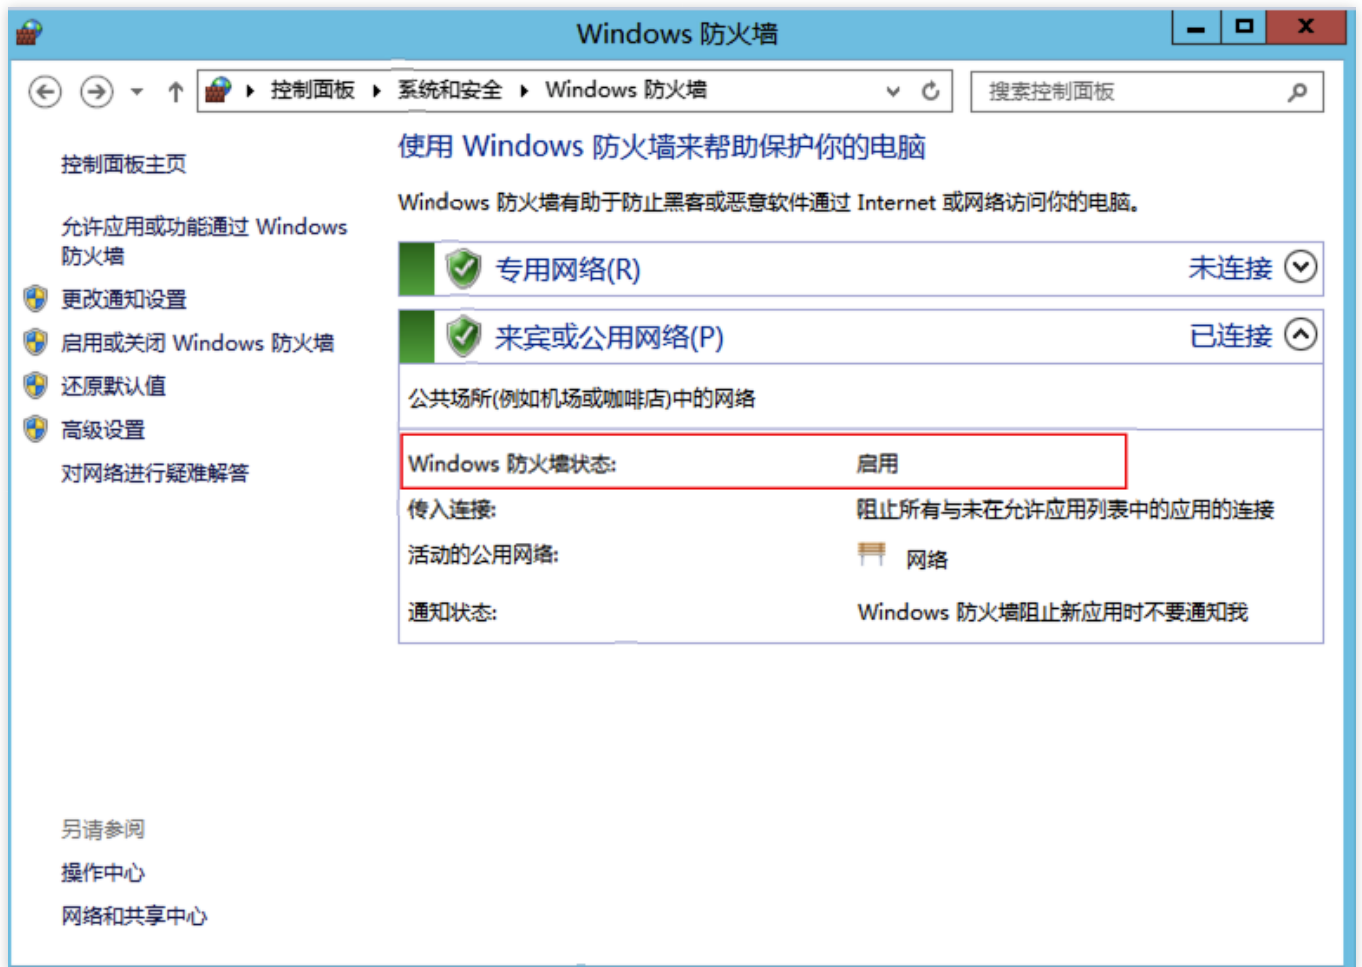 Windows 防火墙
控制面板 系统和安全 Windows 防火墙
搜索控制面板
控制面板主页
允许应用或功能通过 Windows
防火墙
更改通知设置
启用或关闭 Windows 防火墙
还原默认值
高级设置
对网络进行疑难解答
使用 Windows 防火墙来帮助保护你的电脑
Windows 防火墙有助于防止黑客或恶意软件通过 Internet 或网络访问你的电脑。
专用网络(R) 未连接
来宾或公用网络(P) 已连接
公共场所(例如机场或咖啡店)中的网络
Windows 防火墙状态: 启用
传入连接: 阻止所有与未在允许应用列表中的应用的连接
活动的公用网络: 网络
通知状态: Windows 防火墙阻止新应用时不要通知我
另请参阅
操作中心
网络和共享中心